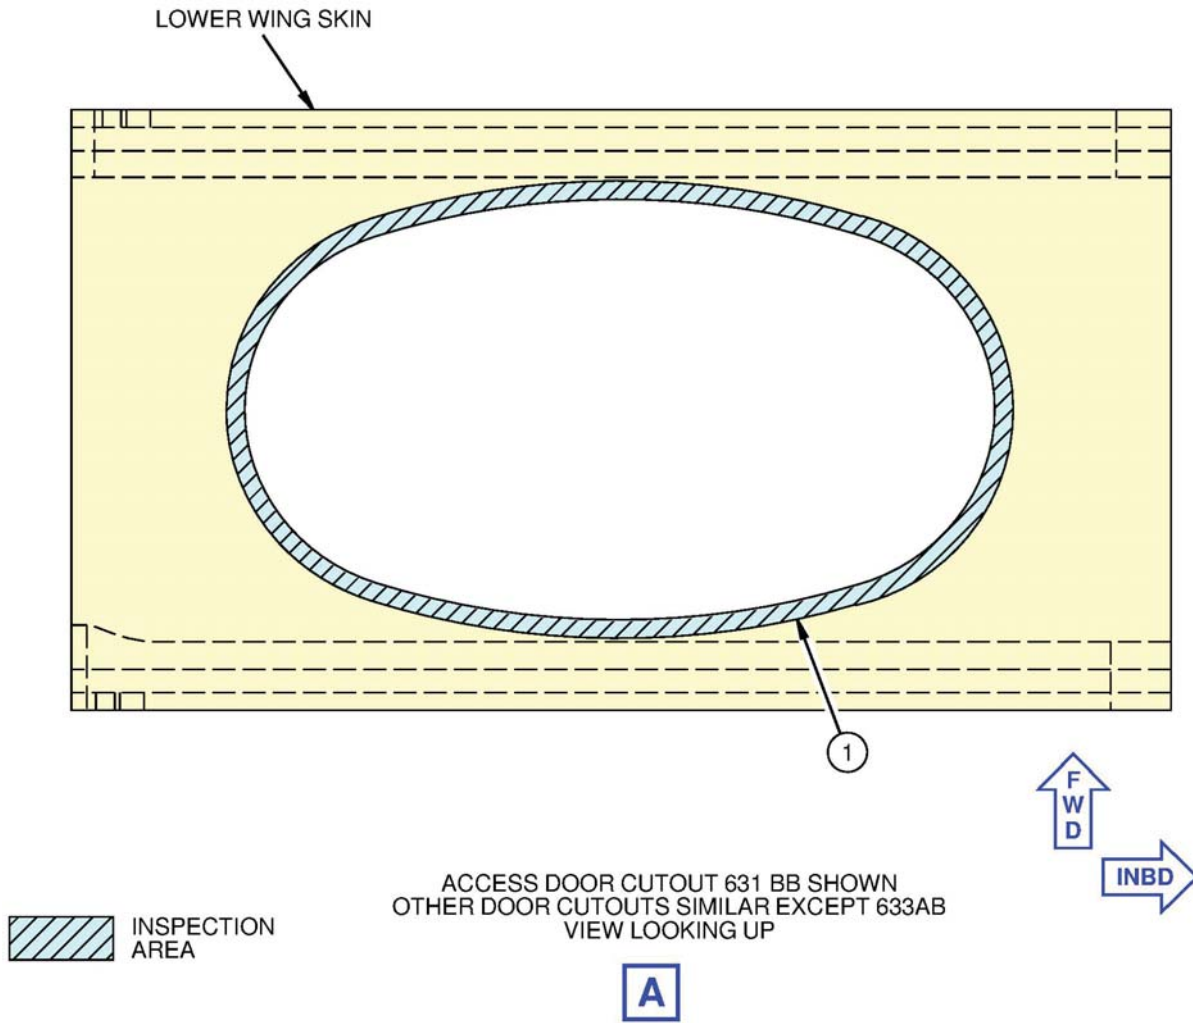 LOWER WING SKIN
1
F
W
D
INBD
ACCESS DOOR CUTOUT 631 BB SHOWN
OTHER DOOR CUTOUTS SIMILAR EXCEPT 633AB
VIEW LOOKING UP
INSPECTION
AREA
A